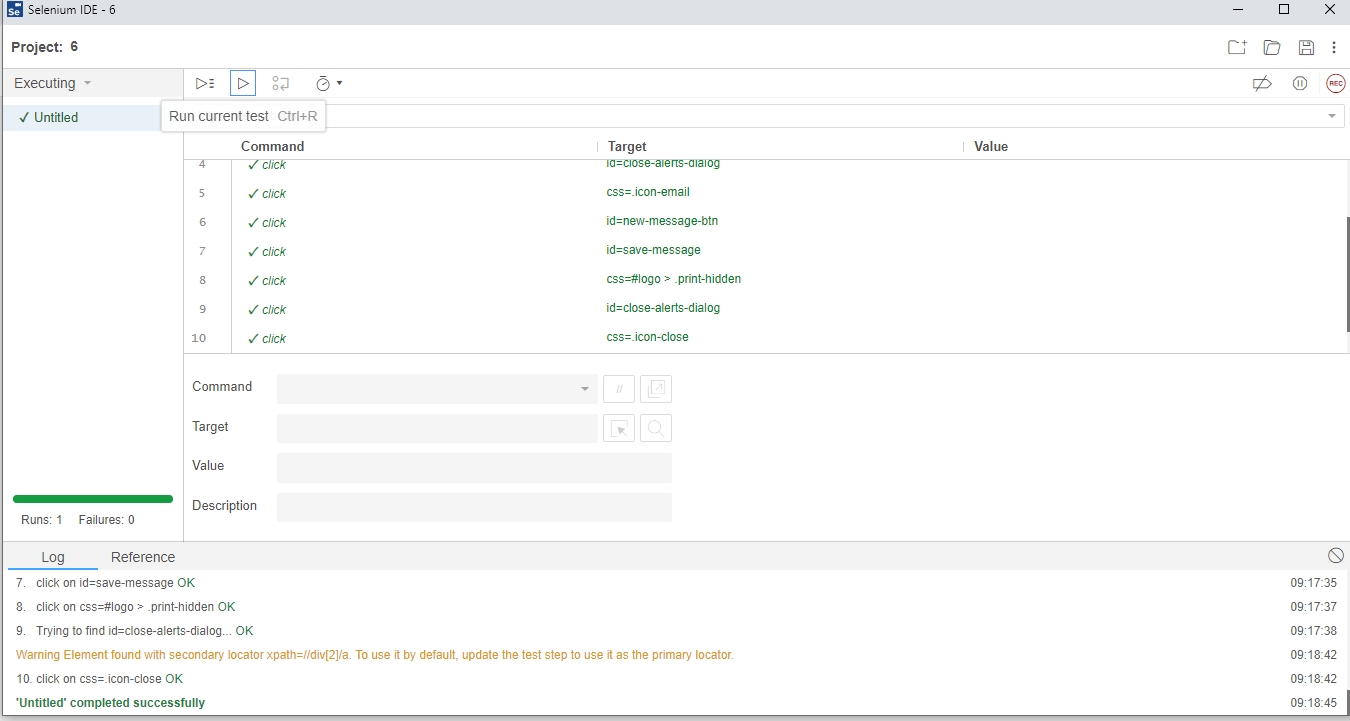 Selenium IDE - 6
Project: 6
Executing
REC
✓ Untitled
Run current test Ctrl+R
Command Target Value
4 ✓ click id=close-alerts-dialog
5 ✓ click css=.icon-email
6 ✓ click id=new-message-btn
7 ✓ click id=save-message
8 ✓ click css=#logo > .print-hidden
9 ✓ click id=close-alerts-dialog
10 ✓ click css=.icon-close
Command //
Target
Value
Description
Runs: 1 Failures: 0
Log Reference
7. click on id=save-message OK 09:17:35
8. click on css=#logo > .print-hidden OK 09:17:37
9. Trying to find id=close-alerts-dialog... OK 09:17:38
Warning Element found with secondary locator xpath=//div[2]/a. To use it by default, update the test step to use it as the primary locator. 09:18:42
10. click on css=.icon-close OK 09:18:42
'Untitled' completed successfully 09:18:45